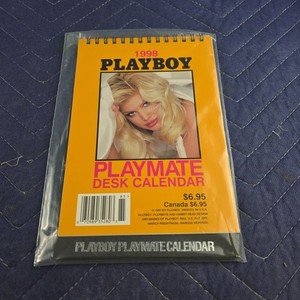 1998
PLAYBOY
PLAYMATE
DESK CALENDAR
$6.95
Canada $6.95
PLAYBOY PLAYMATE CALENDAR